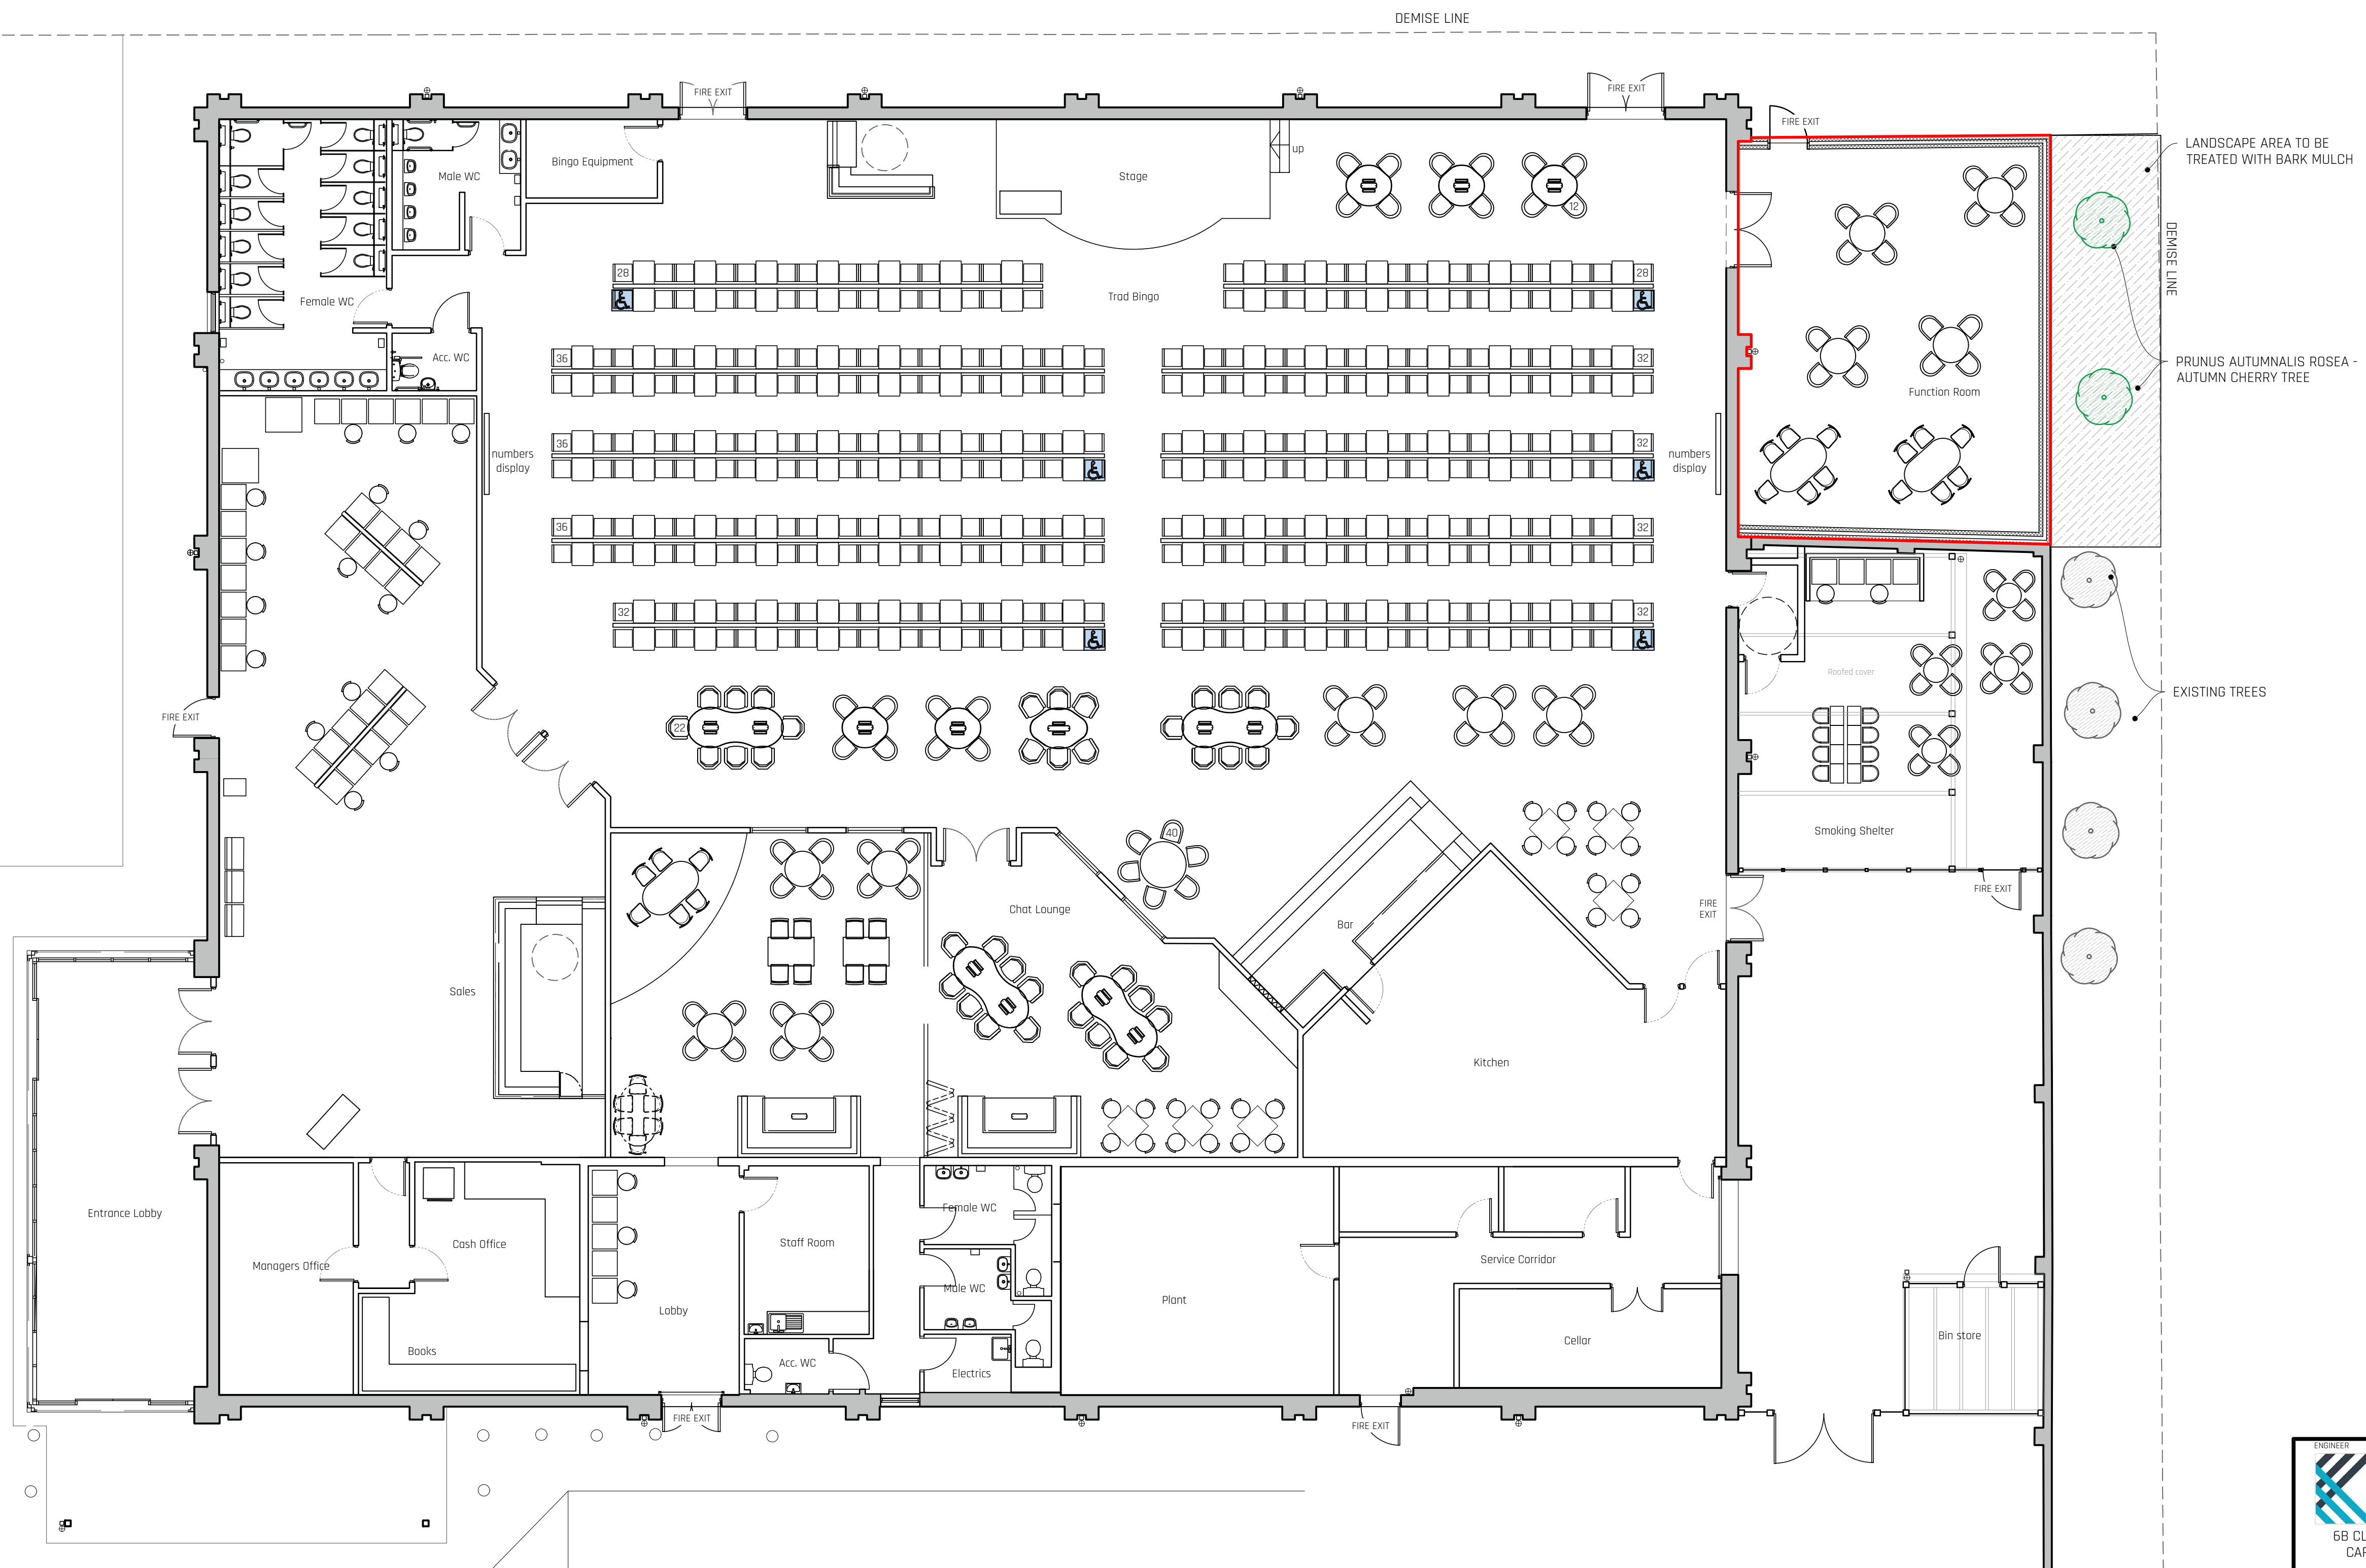 DEMISE LINE
FIRE EXIT
FIRE EXIT
FIRE EXIT
LANDSCAPE AREA TO BE
TREATED WITH BARK MULCH
Bingo Equipment
up
Male WC
Stage
12
DEMISE LINE
28
28
Female WC
Trad Bingo
Acc. WC
36
32
PRUNUS AUTUMNALIS ROSEA -
AUTUMN CHERRY TREE
Function Room
36
32
numbers
display
numbers
display
36
32
32
32
Roofed cover
EXISTING TREES
FIRE EXIT
22
40
Smoking Shelter
FIRE EXIT
FIRE
EXIT
Chat Lounge
Bar
Sales
Kitchen
Entrance Lobby
Female WC
Cash Office
Staff Room
Managers Office
Service Corridor
Male WC
Plant
Lobby
Bin store
Cellar
Books
Acc. WC
Electrics
FIRE EXIT
FIRE EXIT
ENGINEER
6B CL
CAR